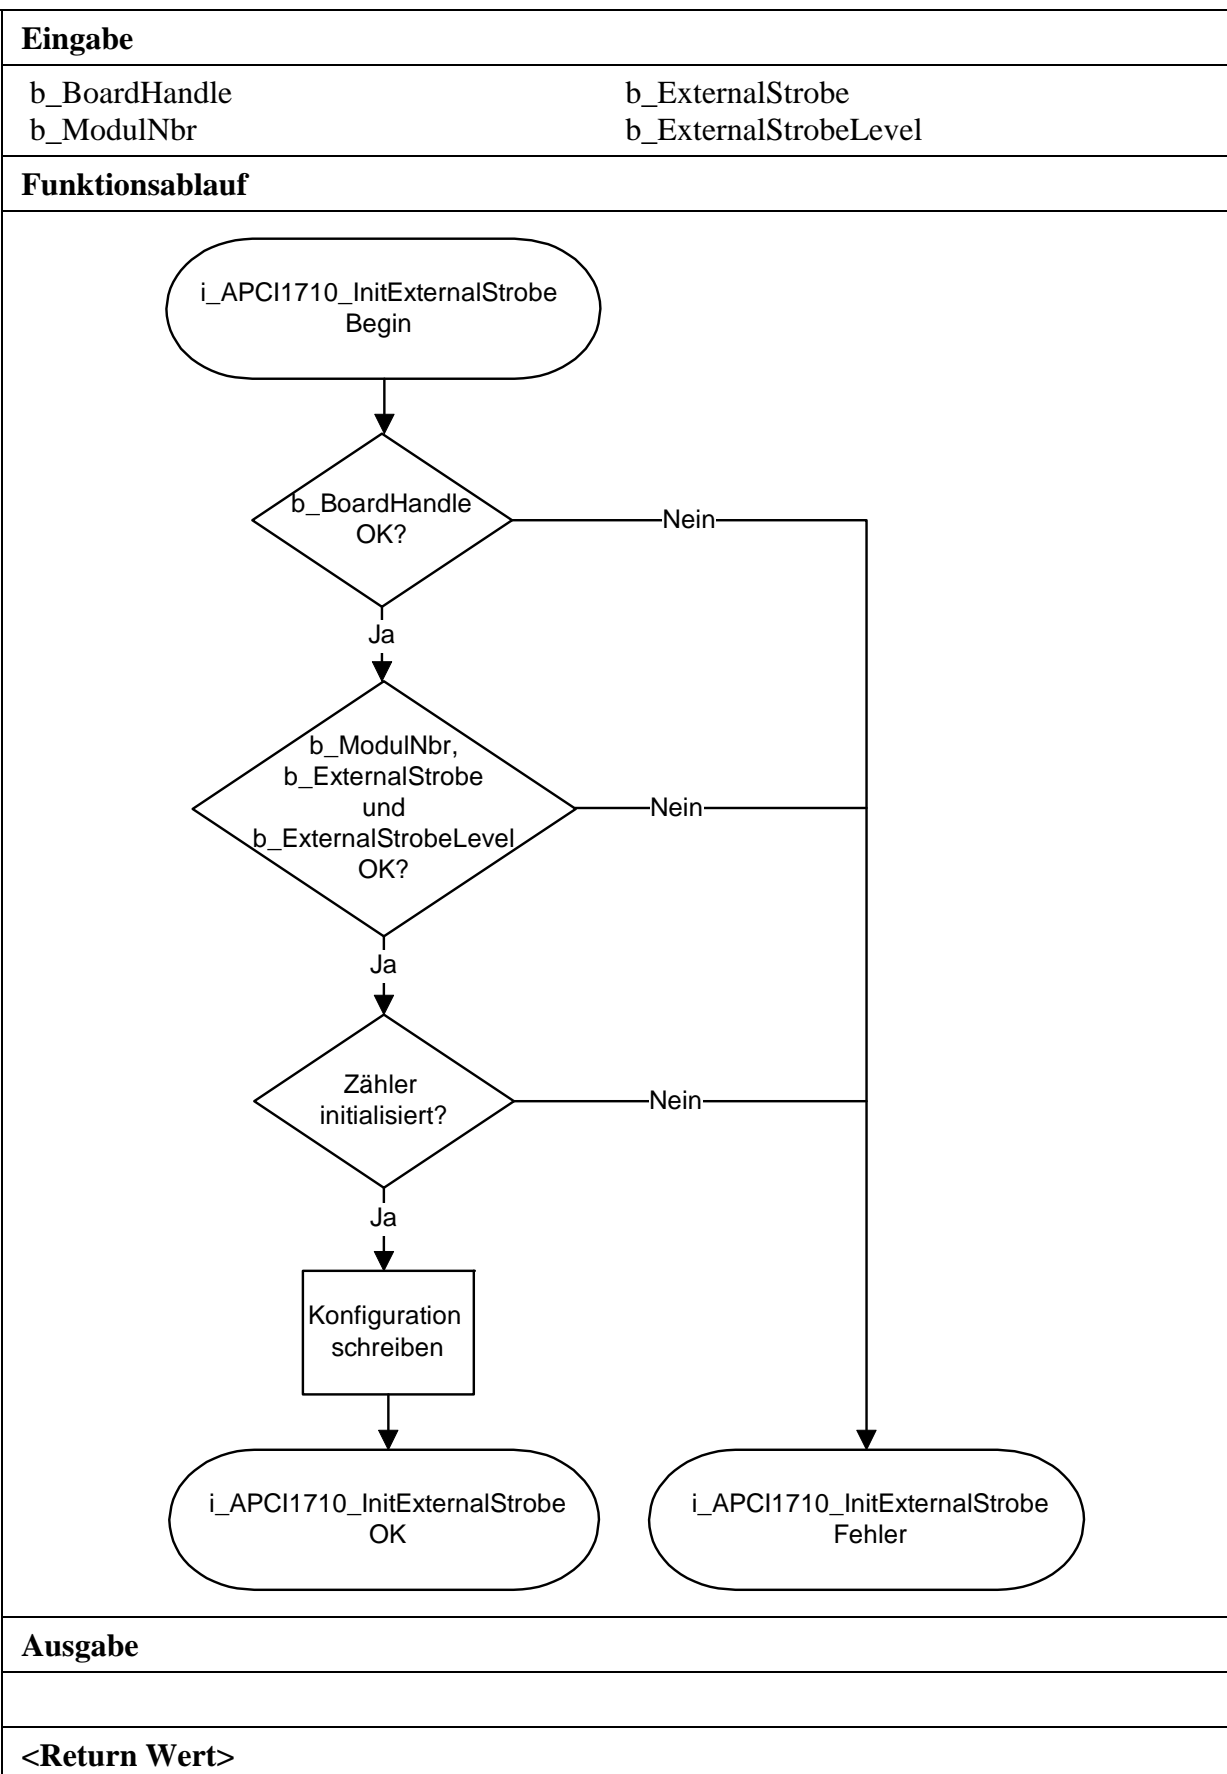 Eingabe
b_BoardHandle b_ExternalStrobe
b_ModulNbr b_ExternalStrobeLevel
Funktionsablauf
i_APCI1710_InitExternalStrobe
Begin
b_BoardHandle
OK?
Nein
Ja
b_ModulNbr,
b_ExternalStrobe
und
b_ExternalStrobeLevel
OK?
Nein
Ja
Zähler
initialisiert?
Nein
Ja
Konfiguration
schreiben
i_APCI1710_InitExternalStrobe
OK
i_APCI1710_InitExternalStrobe
Fehler
Ausgabe
<Return Wert>